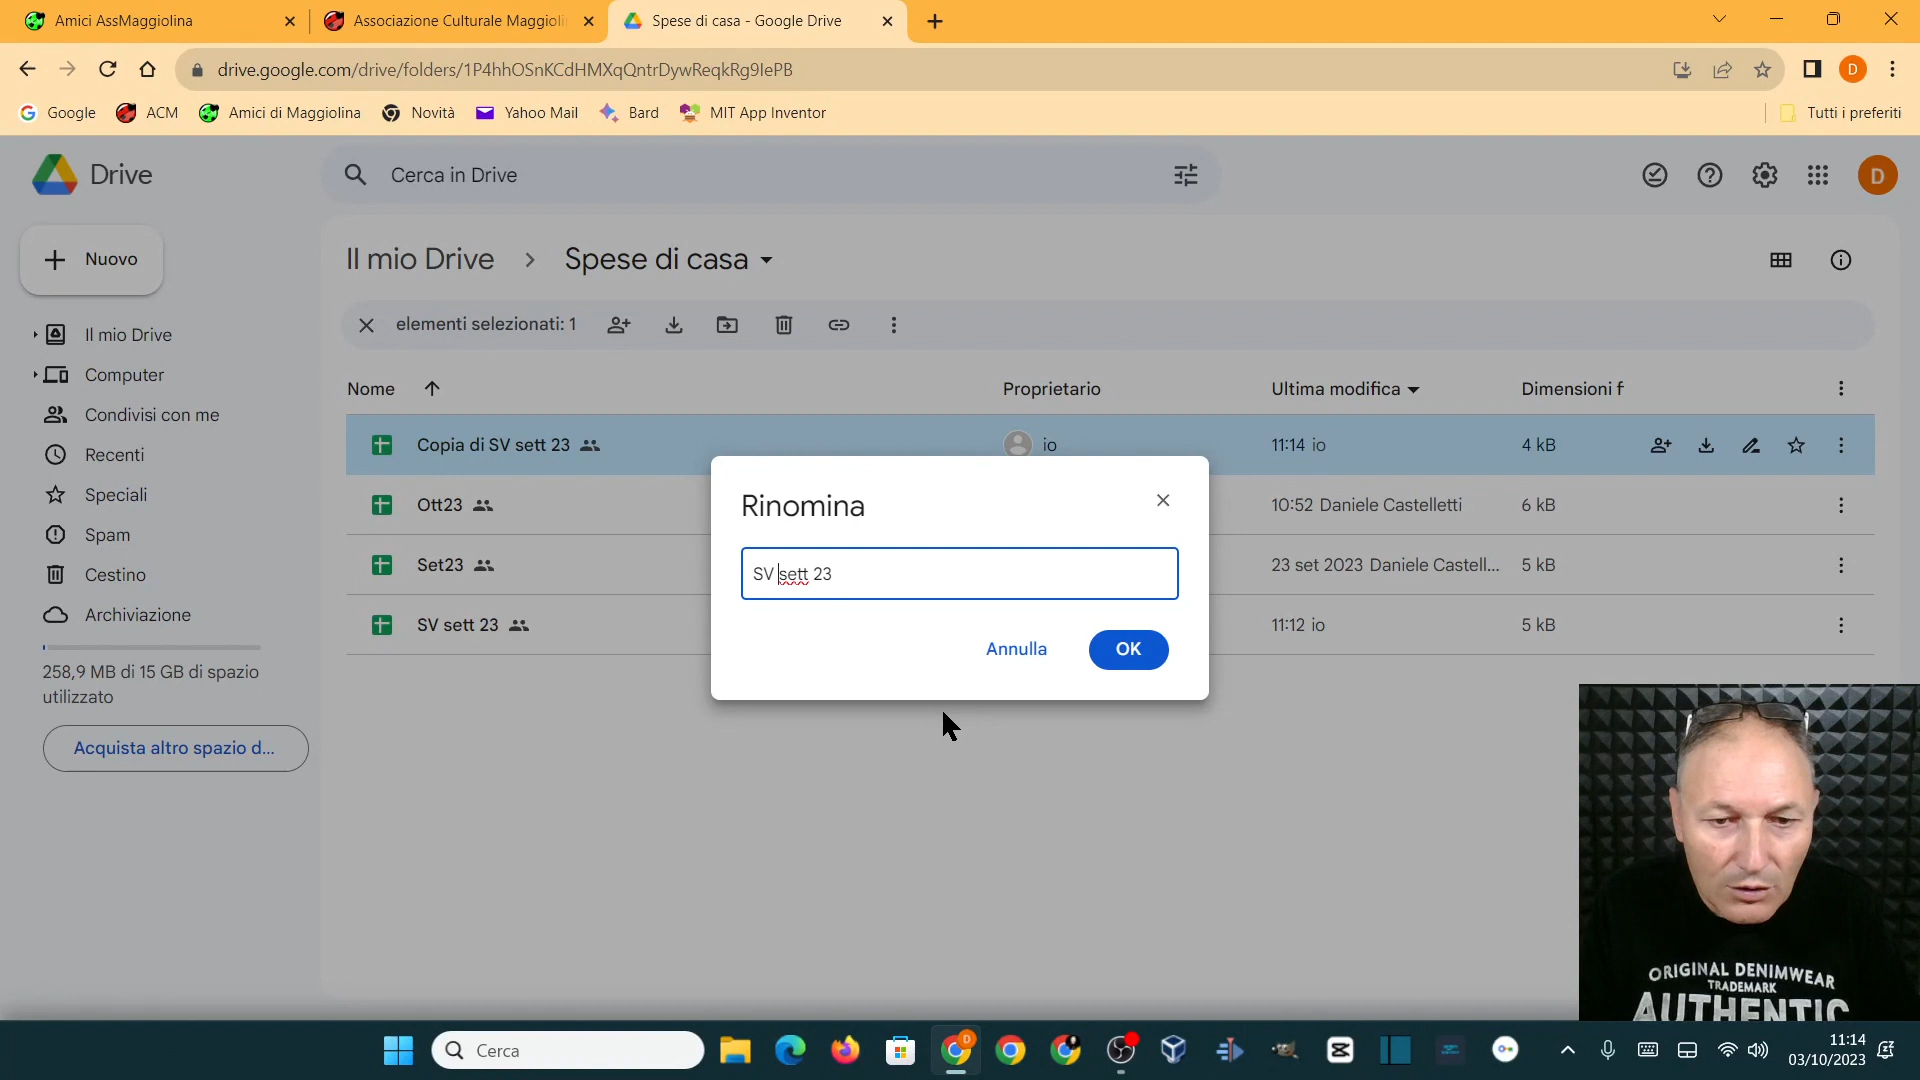 Amici AssMaggiolina
Associazione Culturale Maggioli
Spese di casa - Google Drive
drive.google.com/drive/folders/1P4hhOSnKCdHMXqQntrDywReqkRg9IePB
D
Google
ACM
Amici di Maggiolina
Novità
Yahoo Mail
Bard
MIT App Inventor
Tutti i preferiti
Drive
Cerca in Drive
D
Nuovo
Il mio Drive
Spese di casa
Il mio Drive
Computer
Condivisi con me
Recenti
Speciali
Spam
Cestino
Archiviazione
258,9 MB di 15 GB di spazio
utilizzato
Acquista altro spazio d...
elementi selezionati: 1
Nome
Proprietario
Ultima modifica
Dimensioni f
Copia di SV sett 23
io
11:14 io
4 kB
Ott23
10:52 Daniele Castelletti
6 kB
Set23
23 set 2023 Daniele Castell...
5 kB
SV sett 23
11:12 io
5 kB
Rinomina
SV sett 23
Annulla
OK
ORIGINAL DENIMWEAR
TRADEMARK
AUTHENTIC
Cerca
D
11:14
03/10/2023